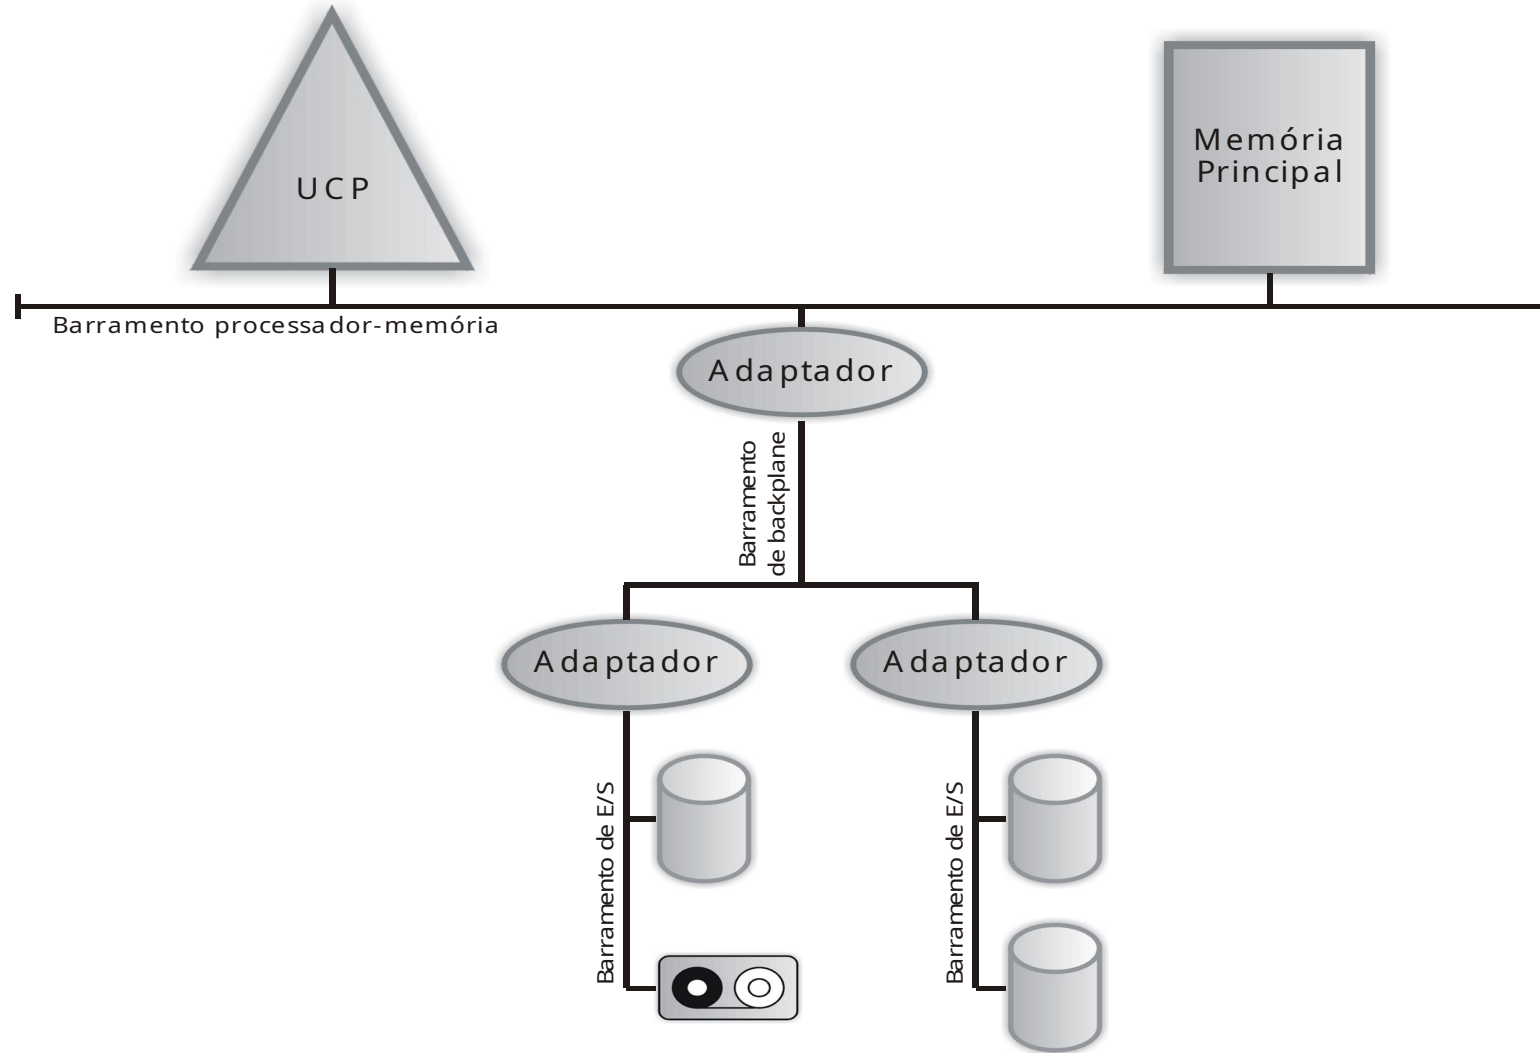 UCP
Memória
Principal
Barramento processador-memória
Adaptador
Barramento
de backplane
Adaptador
Adaptador
Barramento de E/S
Barramento de E/S